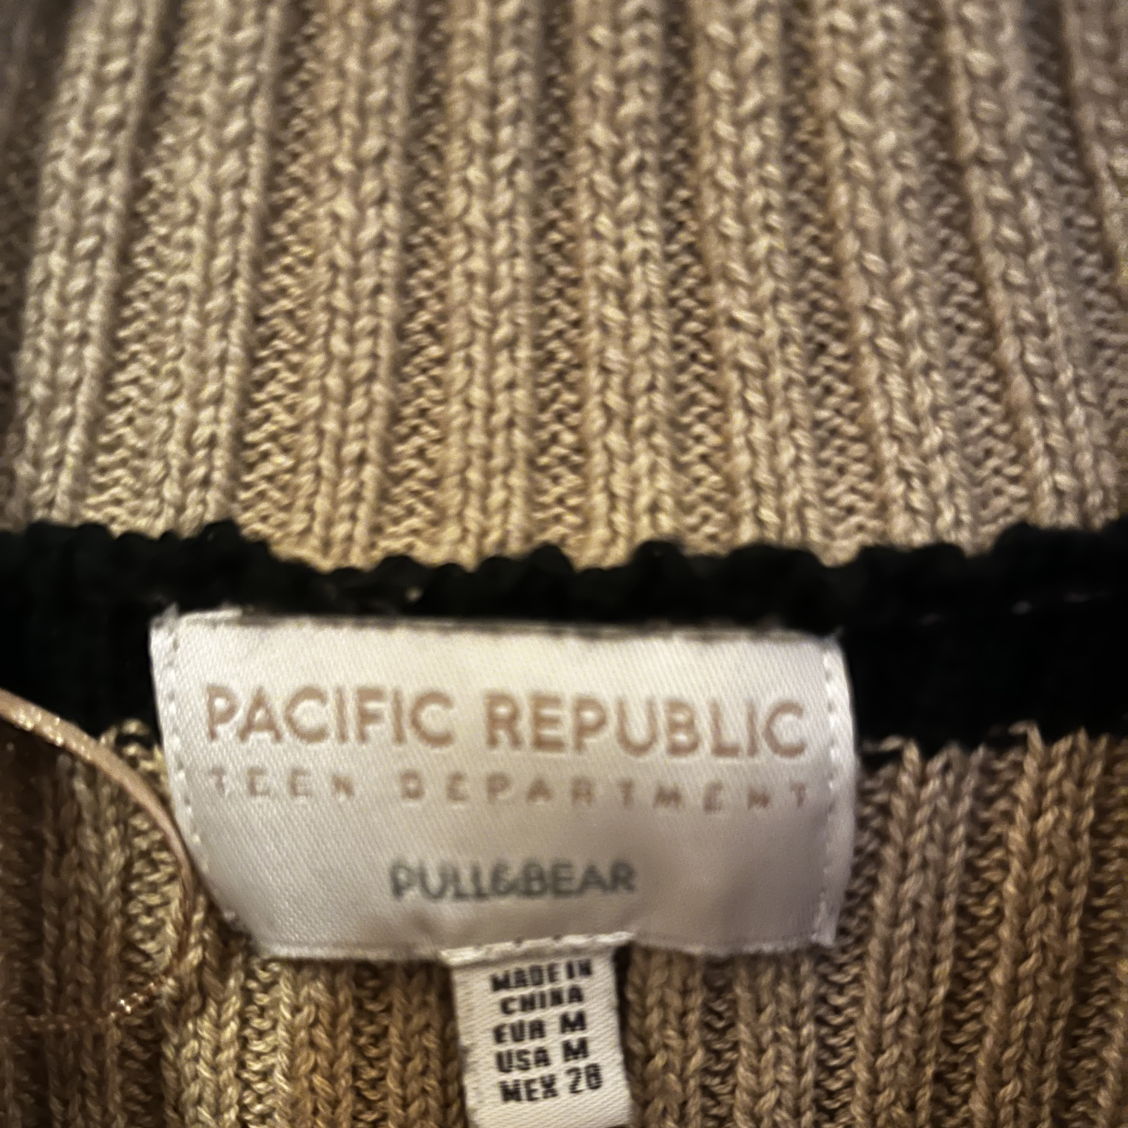 PACIFIC REPUBLIC
TEEN DEPARTMENT
PULL&BEAR
MADE IN
CHINA
EUR M
USA M
MEX 28